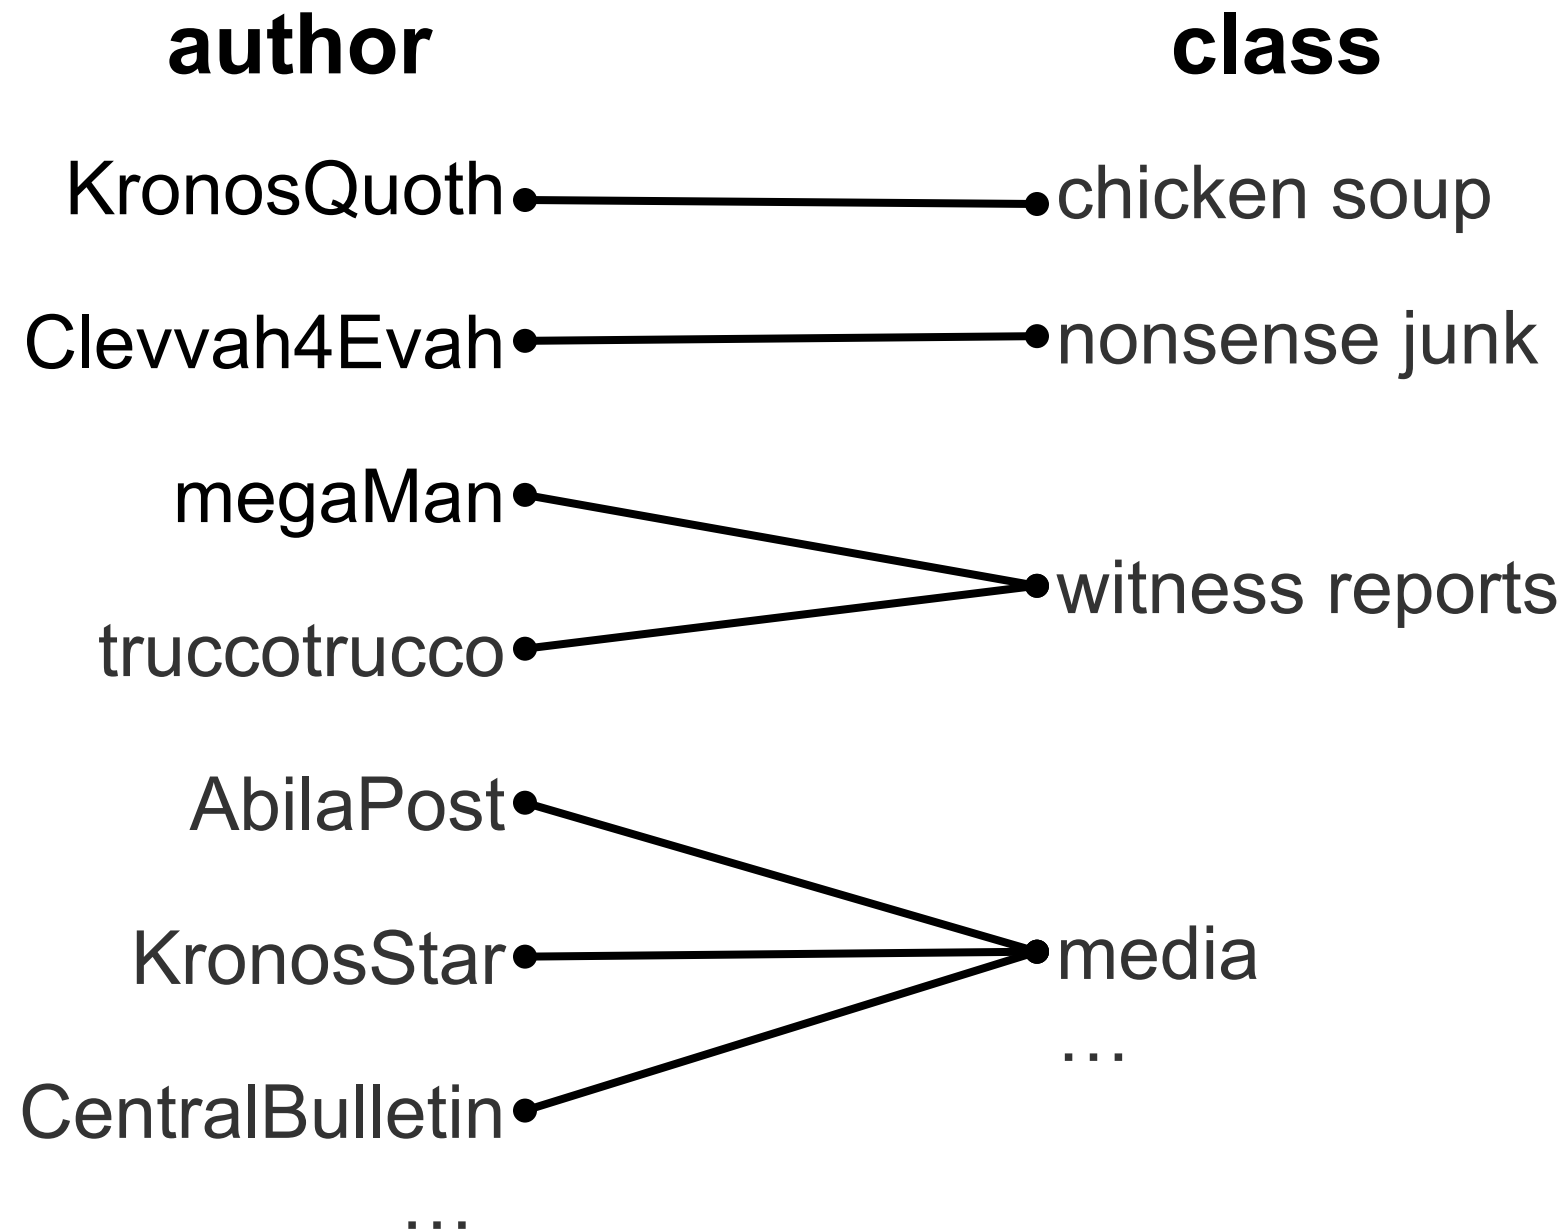 author class
KronosQuoth chicken soup
Clevvah4Evah nonsense junk
megaMan
witness reports
truccotrucco
AbilaPost
KronosStar media
…
CentralBulletin
…